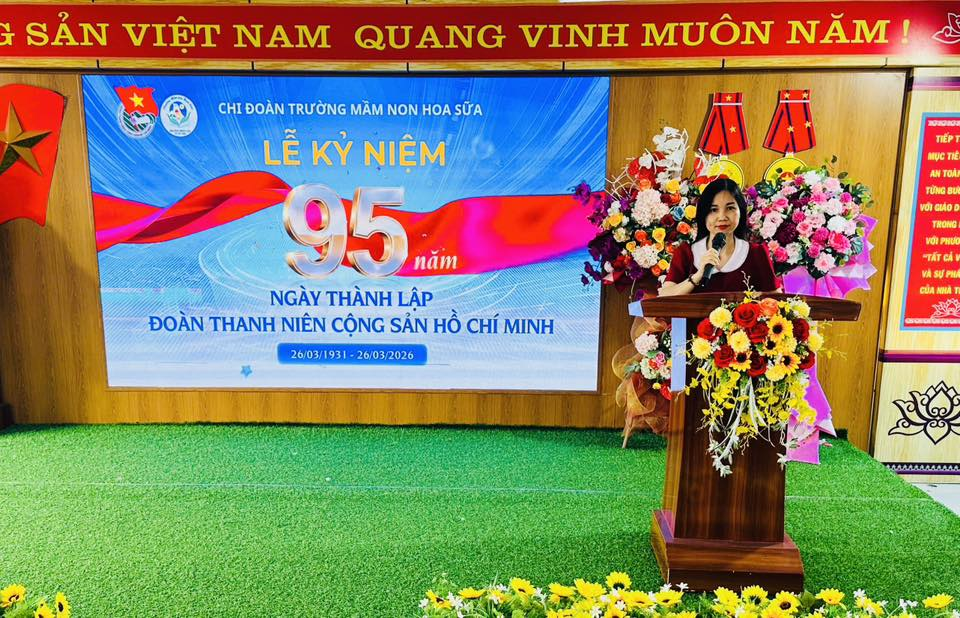 G SẢN VIỆT NAM QUANG VINH MUÔN NĂM !
CHI ĐOÀN TRƯỜNG MẦM NON HOA SỮA
LỄ KỶ NIỆM
95
năm
NGÀY THÀNH LẬP
ĐOÀN THANH NIÊN CỘNG SẢN HỒ CHÍ MINH
26/03/1931 - 26/03/2026
TIẾP T
MỤC TIÊ
AN TOÀN
TỪNG BƯ
VỚI GIÁO D
TRONG
VỚI PHƯƠ
"TẤT CẢ V
VÀ SỰ PHÁ
CỦA NHÀ T